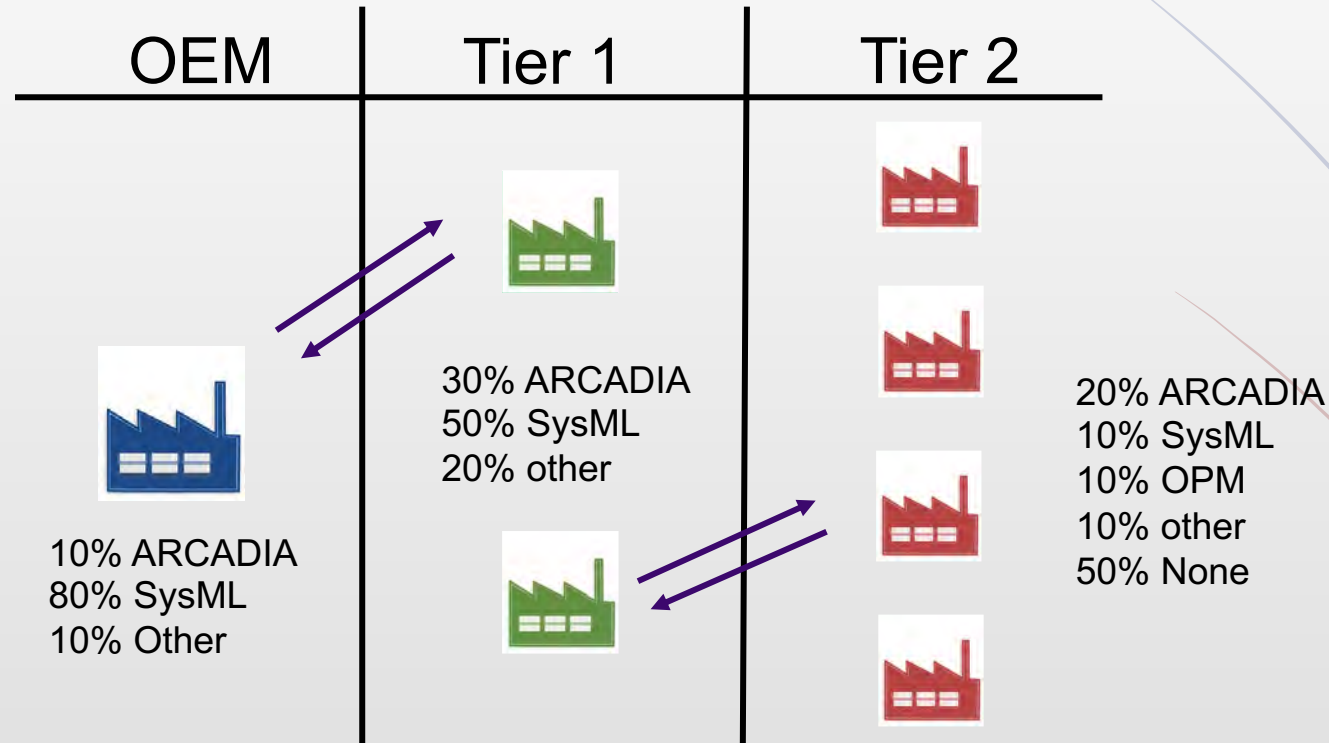 OEM
Tier 1
Tier 2
10% ARCADIA
80% SysML
10% Other
30% ARCADIA
50% SysML
20% other
20% ARCADIA
10% SysML
10% OPM
10% other
50% None